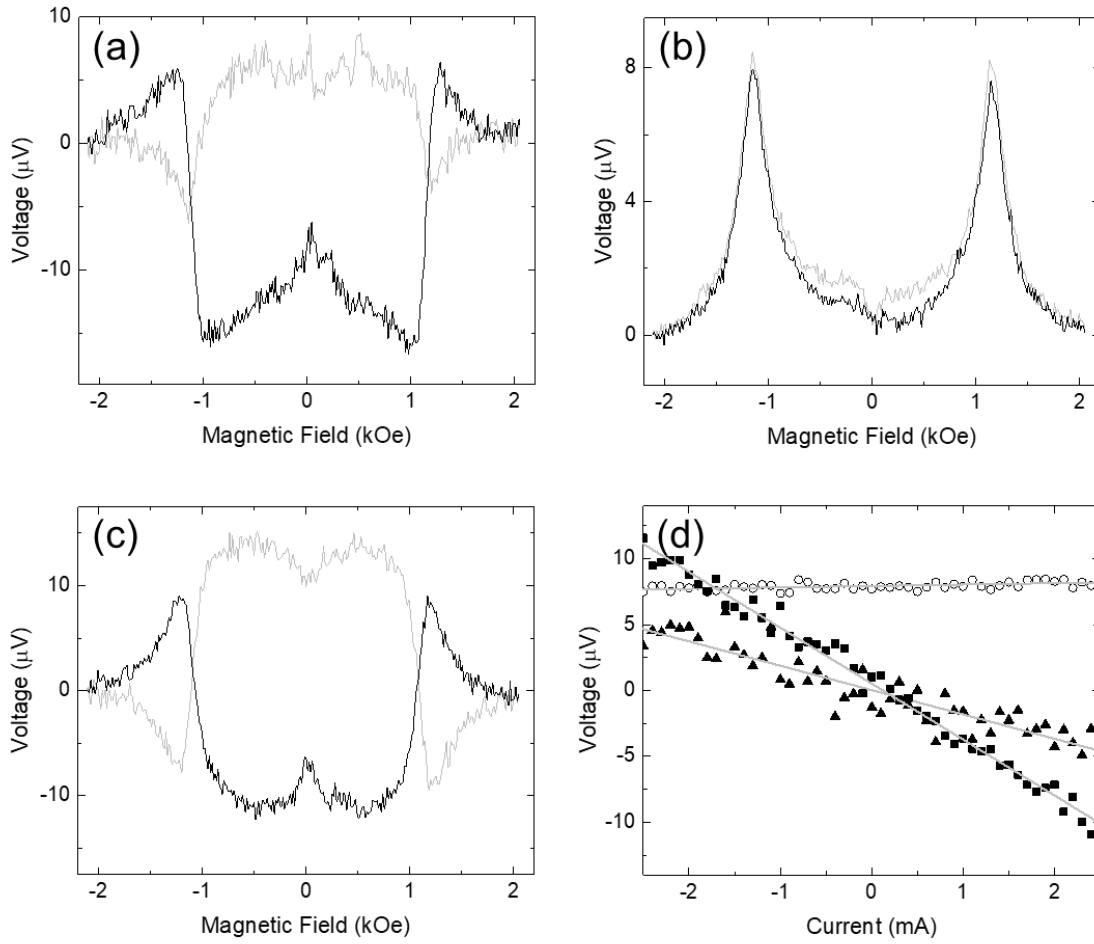 (a)
10
0
-10
Voltage (μV)
-2 -1 0 1 2
Magnetic Field (kOe)
(b)
8
4
0
Voltage (μV)
-2 -1 0 1 2
Magnetic Field (kOe)
(c)
10
0
-10
Voltage (μV)
-2 -1 0 1 2
Magnetic Field (kOe)
(d)
10
5
0
-5
-10
Voltage (μV)
-2 -1 0 1 2
Current (mA)